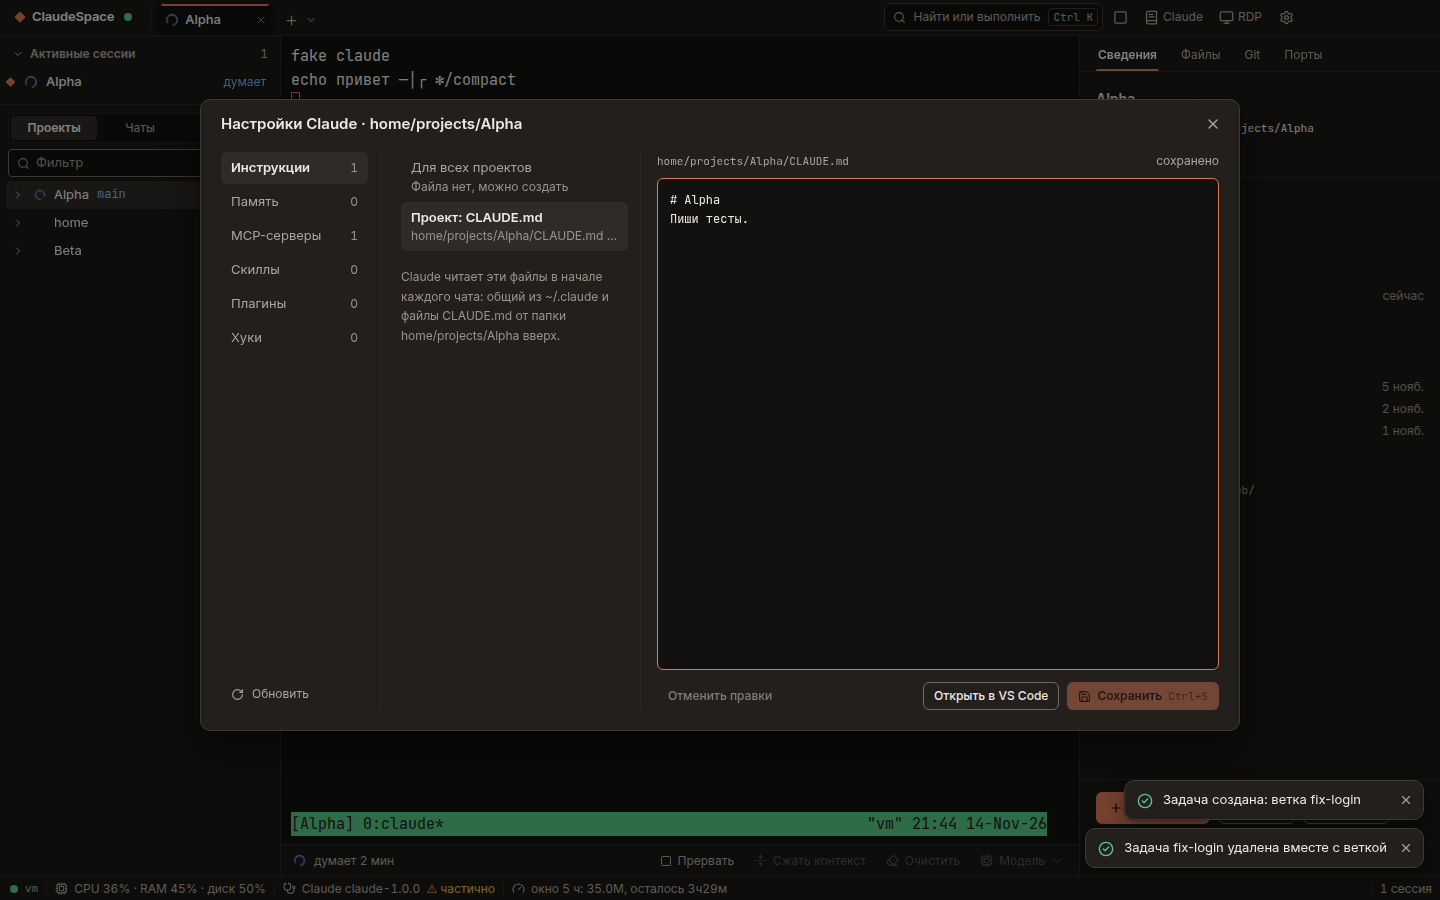 ClaudeSpace
Alpha
Найти или выполнить Ctrl K
Claude
RDP
Активные сессии 1
Alpha думает
Проекты
Чаты
Фильтр
Alpha main
home
Beta
fake claude
echo привет ─│┌ ✻/compact
Сведения
Файлы
Git
Порты
Alpha
jects/Alpha
сейчас
5 нояб.
2 нояб.
1 нояб.
Настройки Claude · home/projects/Alpha
Инструкции 1
Память 0
MCP-серверы 1
Скиллы 0
Плагины 0
Хуки 0
Обновить
Для всех проектов
Файла нет, можно создать
Проект: CLAUDE.md
home/projects/Alpha/CLAUDE.md ...
Claude читает эти файлы в начале
каждого чата: общий из ~/.claude и
файлы CLAUDE.md от папки
home/projects/Alpha вверх.
home/projects/Alpha/CLAUDE.md
сохранено
# Alpha
Пиши тесты.
Отменить правки
Открыть в VS Code
Сохранить Ctrl+S
[Alpha] 0:claude* "vm" 21:44 14-Nov-26
думает 2 мин
Прервать
Сжать контекст
Очистить
Модель
Задача создана: ветка fix-login
Задача fix-login удалена вместе с веткой
vm
CPU 36% · RAM 45% · диск 50%
Claude claude-1.0.0 ⚠ частично
окно 5 ч: 35.0M, осталось 3ч29м
1 сессия